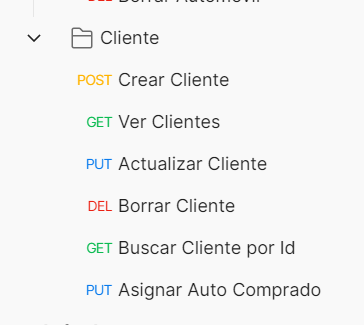 Cliente
POST Crear Cliente
GET Ver Clientes
PUT Actualizar Cliente
DEL Borrar Cliente
GET Buscar Cliente por Id
PUT Asignar Auto Comprado